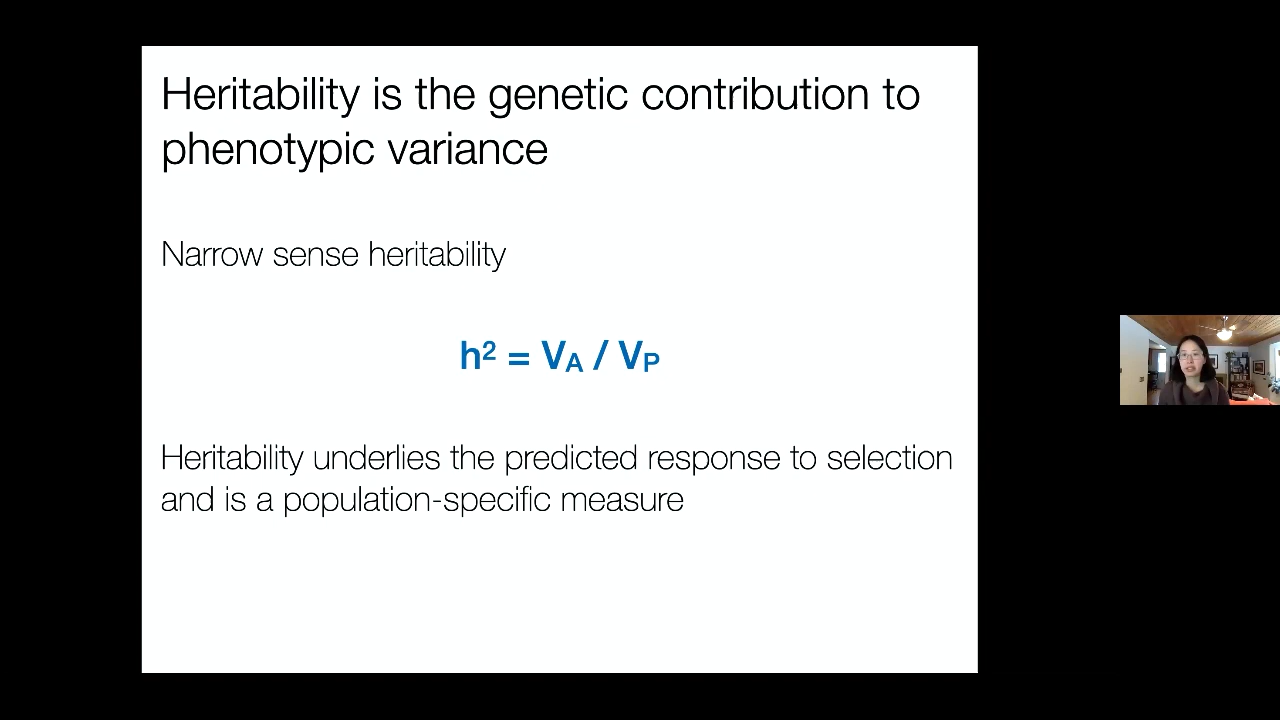 Heritability is the genetic contribution to
phenotypic variance
Narrow sense heritability
h² = VA / VP
Heritability underlies the predicted response to selection
and is a population-specific measure